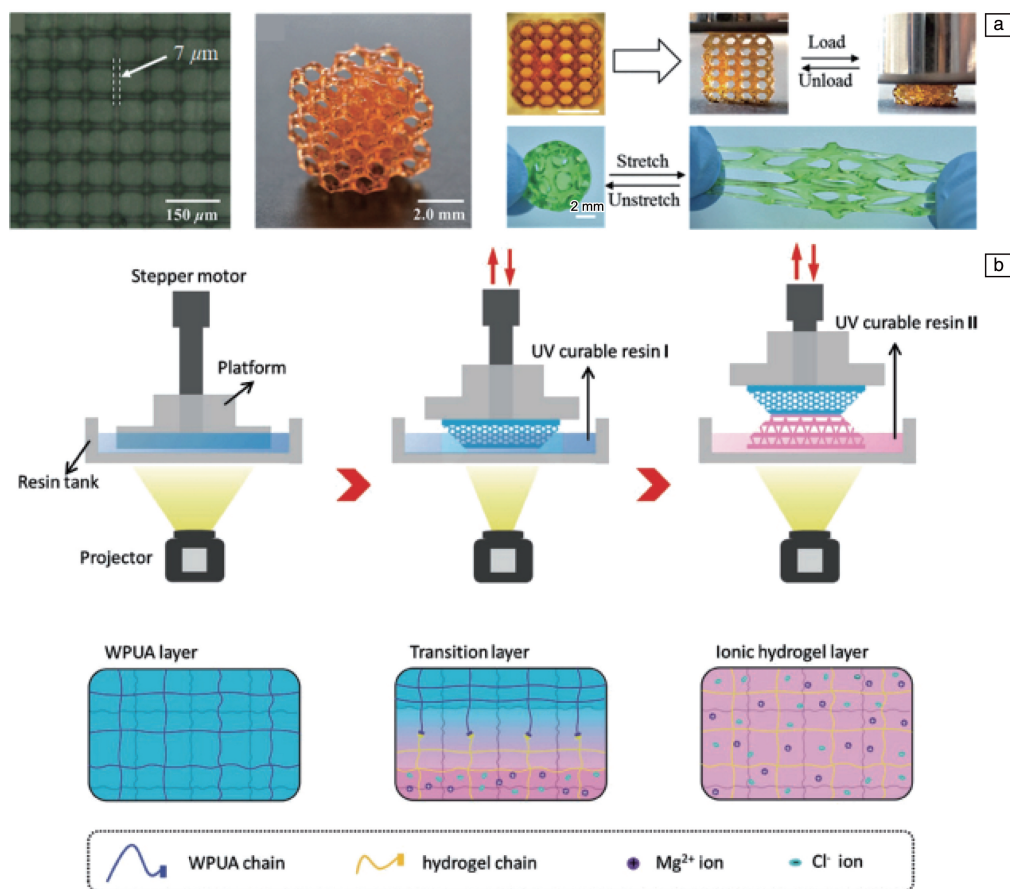 a
7 μm
150 μm
2.0 mm
Load
Unload
Stretch
Unstretch
2 mm
b
Stepper motor
Platform
Resin tank
Projector
UV curable resin I
UV curable resin II
WPUA layer
Transition layer
Ionic hydrogel layer
WPUA chain
hydrogel chain
Mg²⁺ ion
Cl⁻ ion